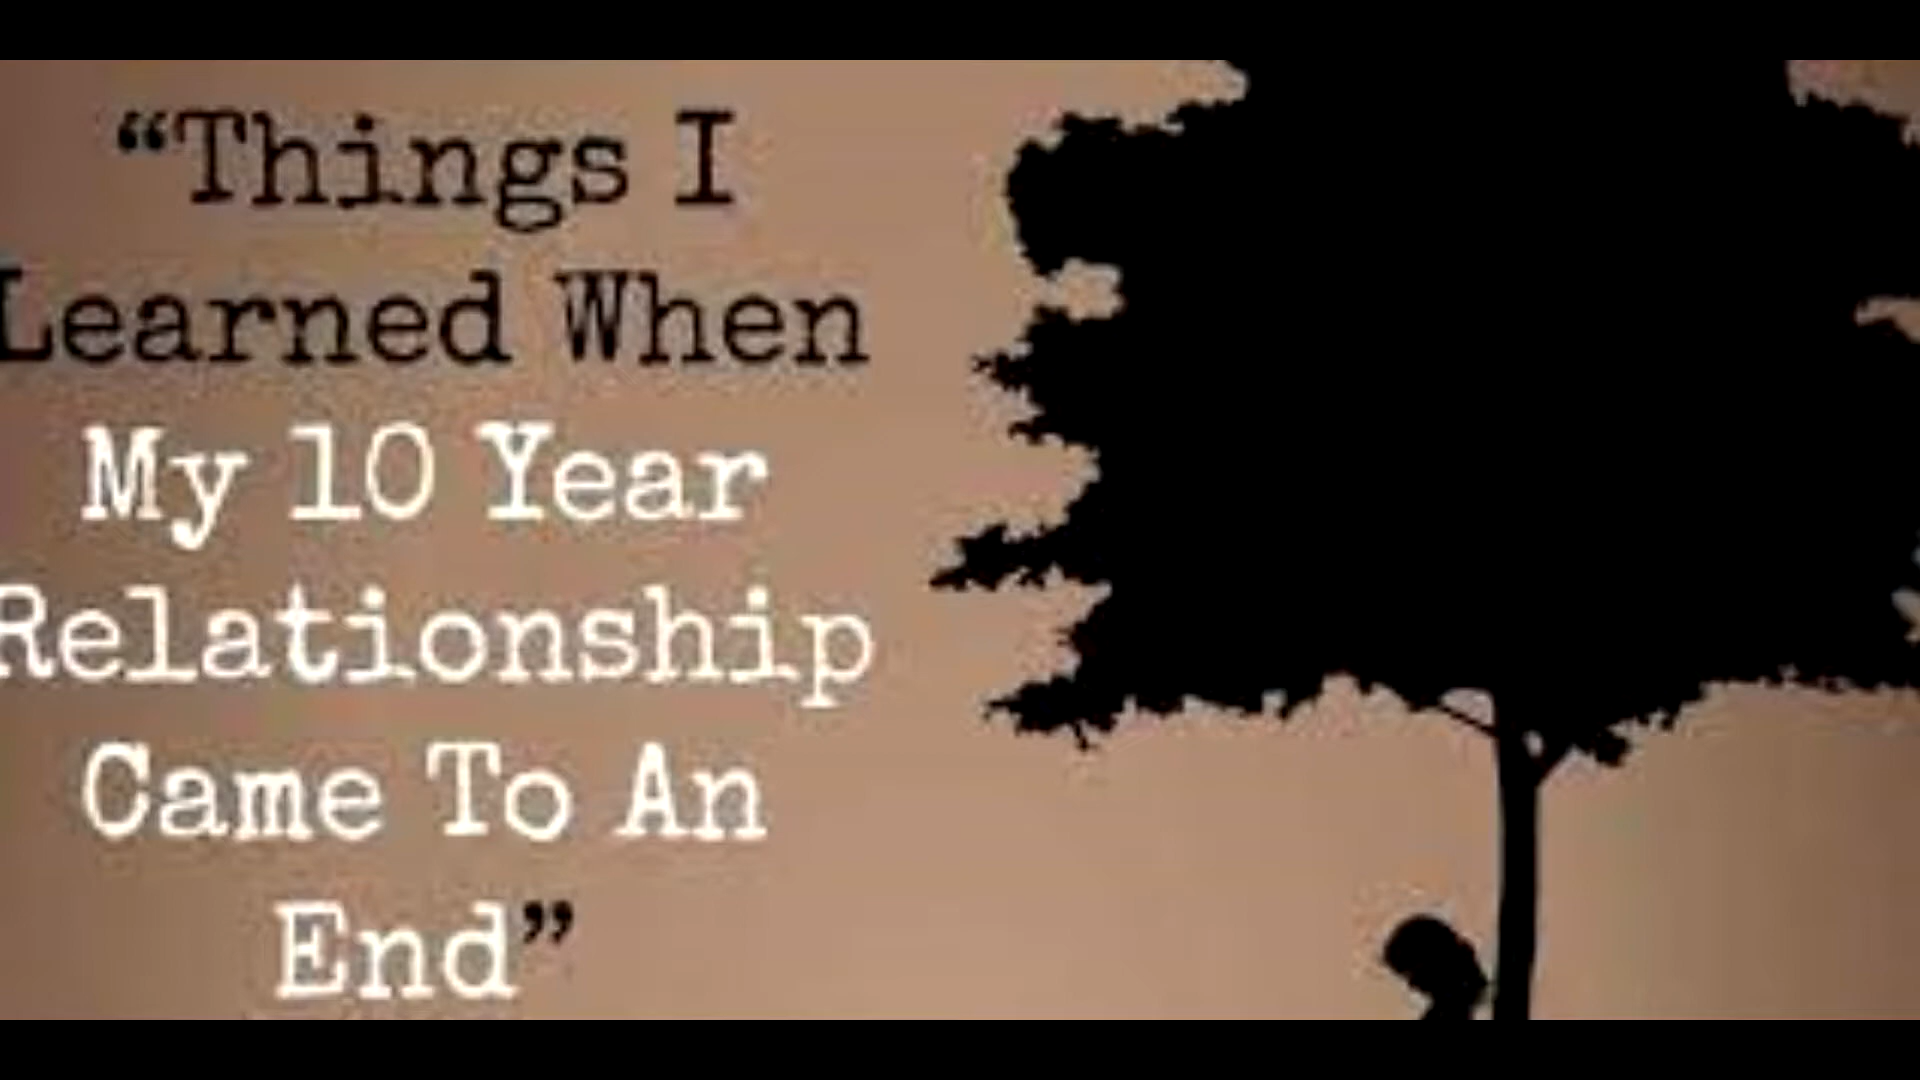 “Things I
Learned When
My 10 Year
Relationship
Came To An
End”